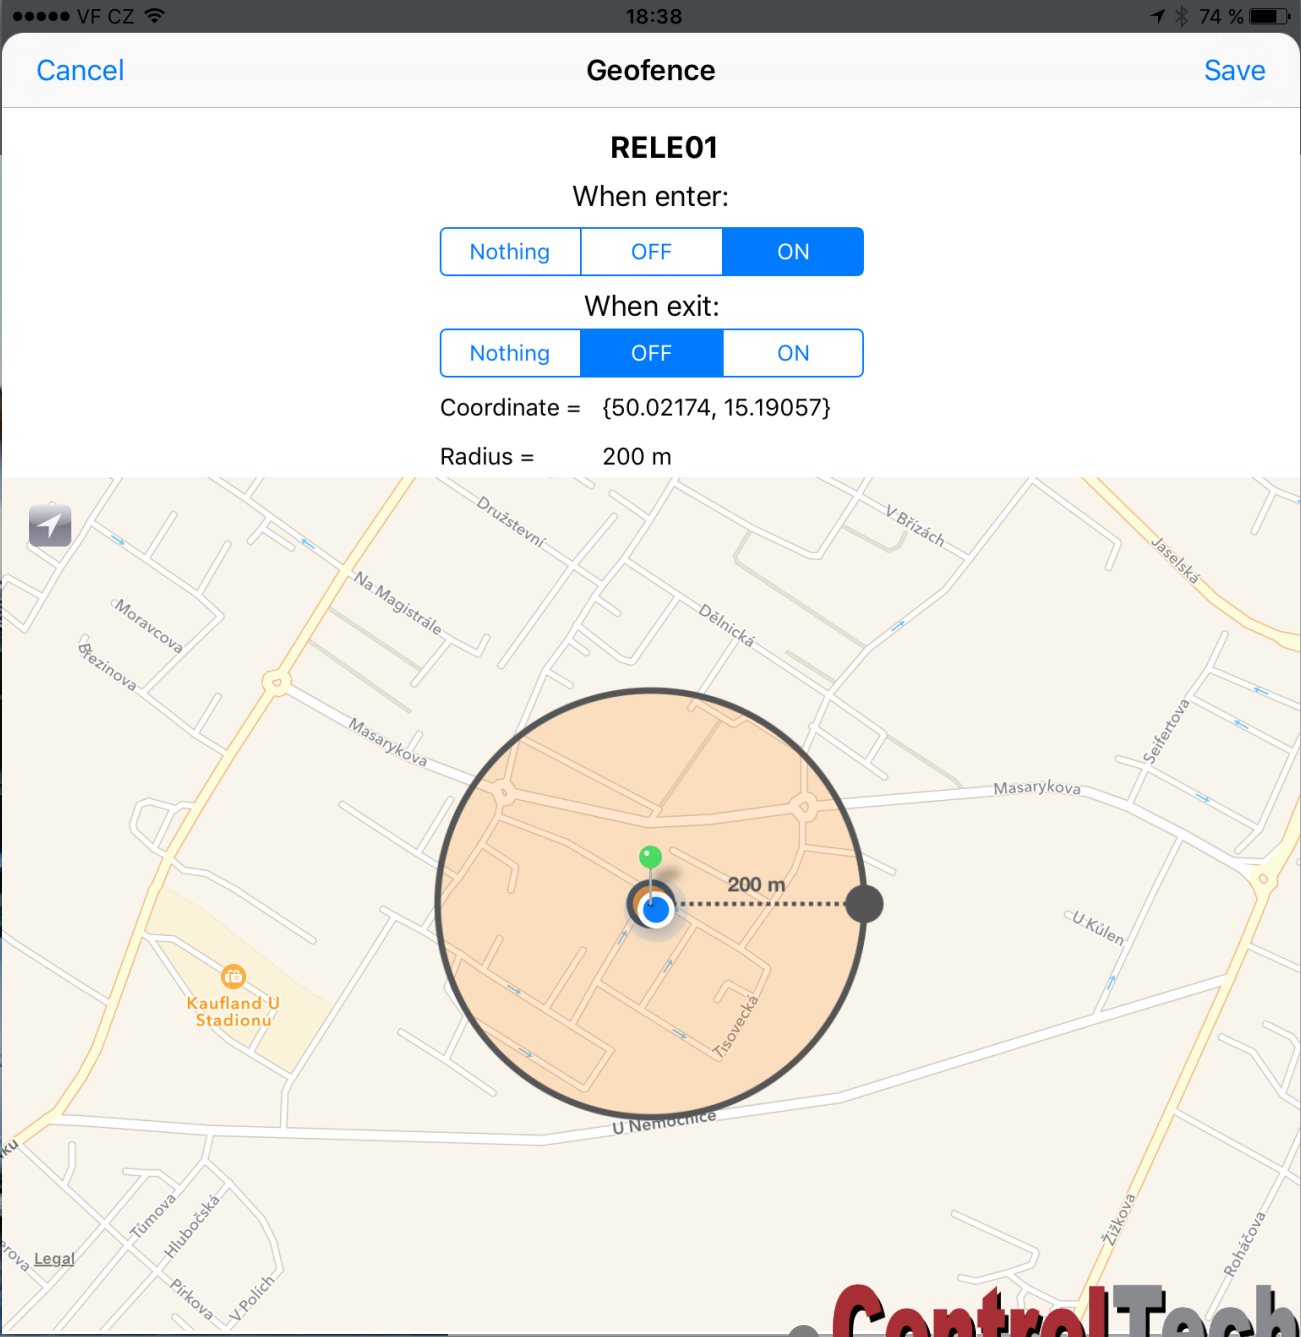 VF CZ
18:38
74 %
Cancel
Geofence
Save
RELE01
When enter:
Nothing
OFF
ON
When exit:
Nothing
OFF
ON
Coordinate = {50.02174, 15.19057}
Radius = 200 m
Družstevní
V Břízách
Jaselská
Na Magistrále
Moravcova
Dělnická
Březinova
Masarykova
Seifertova
Masarykova
200 m
U Kůlen
Kaufland U
Stadionu
Tisovecká
U Nemocnice
Tůmova
Hlubočská
Žižkova
Roháčova
Legal
Pírkova
V Polích
ControlTech